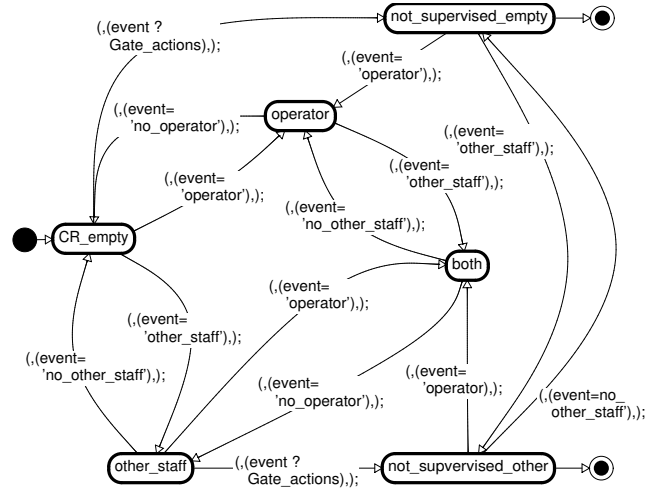 not_supervised_empty
(,(event ?
Gate_actions),);
(,(event=
'operator'),);
operator
(,(event=
'no_operator'),);
(,(event=
'other_staff'),);
(,(event=
'other_staff'),);
(,(event=
'operator'),);
(,(event=
'no_other_staff'),);
CR_empty
both
(,(event=
'operator'),);
(,(event=
'other_staff'),);
(,(event=
'no_other_staff'),);
(,(event=
'operator),);
(,(event=
'no_operator'),);
(,(event=no_
other_staff'),);
other_staff
(,(event ?
Gate_actions),);
not_supvervised_other